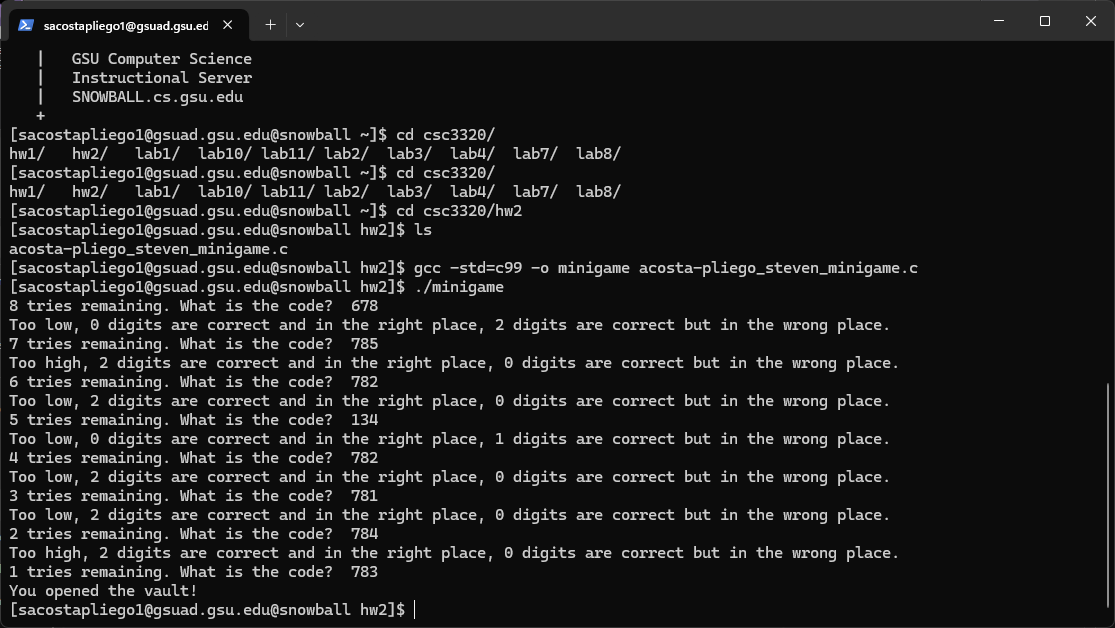 sacostapliego1@gsuad.gsu.ed
| GSU Computer Science
| Instructional Server
| SNOWBALL.cs.gsu.edu
+
[sacostapliego1@gsuad.gsu.edu@snowball ~]$ cd csc3320/
hw1/   hw2/   lab1/  lab10/ lab11/ lab2/  lab3/  lab4/  lab7/  lab8/
[sacostapliego1@gsuad.gsu.edu@snowball ~]$ cd csc3320/
hw1/   hw2/   lab1/  lab10/ lab11/ lab2/  lab3/  lab4/  lab7/  lab8/
[sacostapliego1@gsuad.gsu.edu@snowball ~]$ cd csc3320/hw2
[sacostapliego1@gsuad.gsu.edu@snowball hw2]$ ls
acosta-pliego_steven_minigame.c
[sacostapliego1@gsuad.gsu.edu@snowball hw2]$ gcc -std=c99 -o minigame acosta-pliego_steven_minigame.c
[sacostapliego1@gsuad.gsu.edu@snowball hw2]$ ./minigame
8 tries remaining. What is the code?  678
Too low, 0 digits are correct and in the right place, 2 digits are correct but in the wrong place.
7 tries remaining. What is the code?  785
Too high, 2 digits are correct and in the right place, 0 digits are correct but in the wrong place.
6 tries remaining. What is the code?  782
Too low, 2 digits are correct and in the right place, 0 digits are correct but in the wrong place.
5 tries remaining. What is the code?  134
Too low, 0 digits are correct and in the right place, 1 digits are correct but in the wrong place.
4 tries remaining. What is the code?  782
Too low, 2 digits are correct and in the right place, 0 digits are correct but in the wrong place.
3 tries remaining. What is the code?  781
Too low, 2 digits are correct and in the right place, 0 digits are correct but in the wrong place.
2 tries remaining. What is the code?  784
Too high, 2 digits are correct and in the right place, 0 digits are correct but in the wrong place.
1 tries remaining. What is the code?  783
You opened the vault!
[sacostapliego1@gsuad.gsu.edu@snowball hw2]$